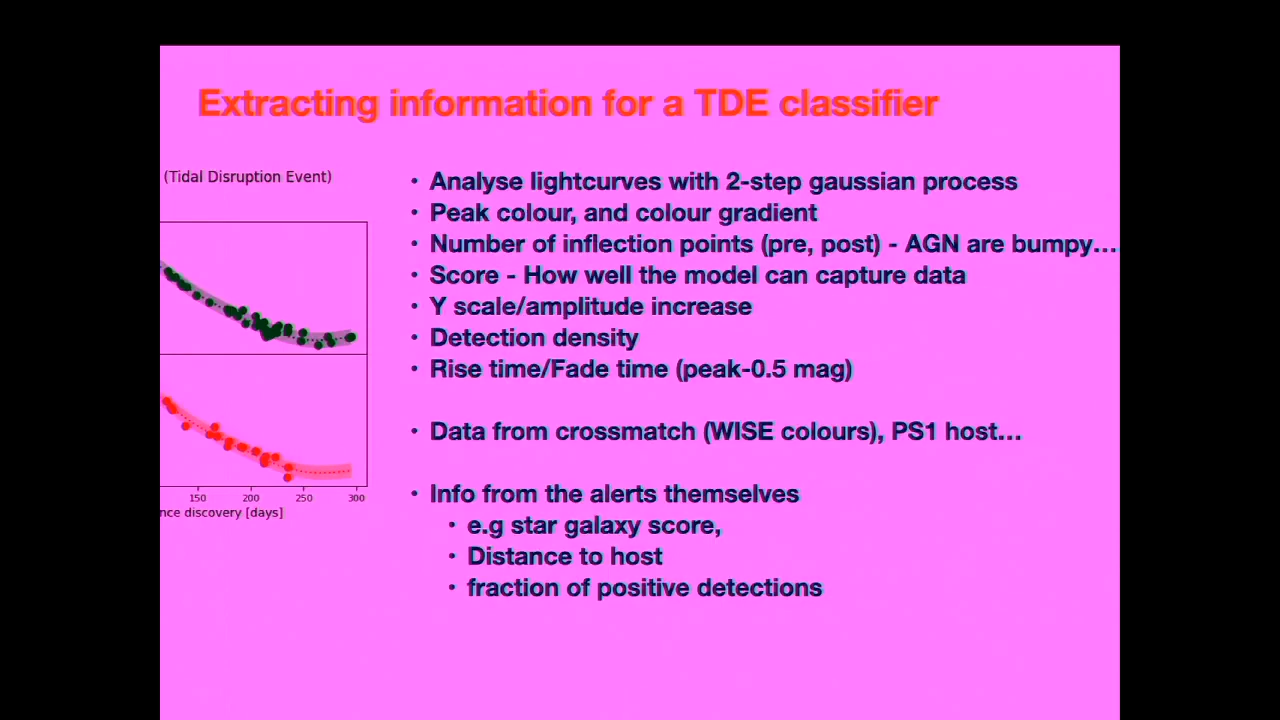 Extracting information for a TDE classifier
(Tidal Disruption Event)
150 200 250 300
nce discovery [days]
• Analyse lightcurves with 2-step gaussian process
• Peak colour, and colour gradient
• Number of inflection points (pre, post) - AGN are bumpy…
• Score - How well the model can capture data
• Y scale/amplitude increase
• Detection density
• Rise time/Fade time (peak-0.5 mag)
• Data from crossmatch (WISE colours), PS1 host…
• Info from the alerts themselves
• e.g star galaxy score,
• Distance to host
• fraction of positive detections